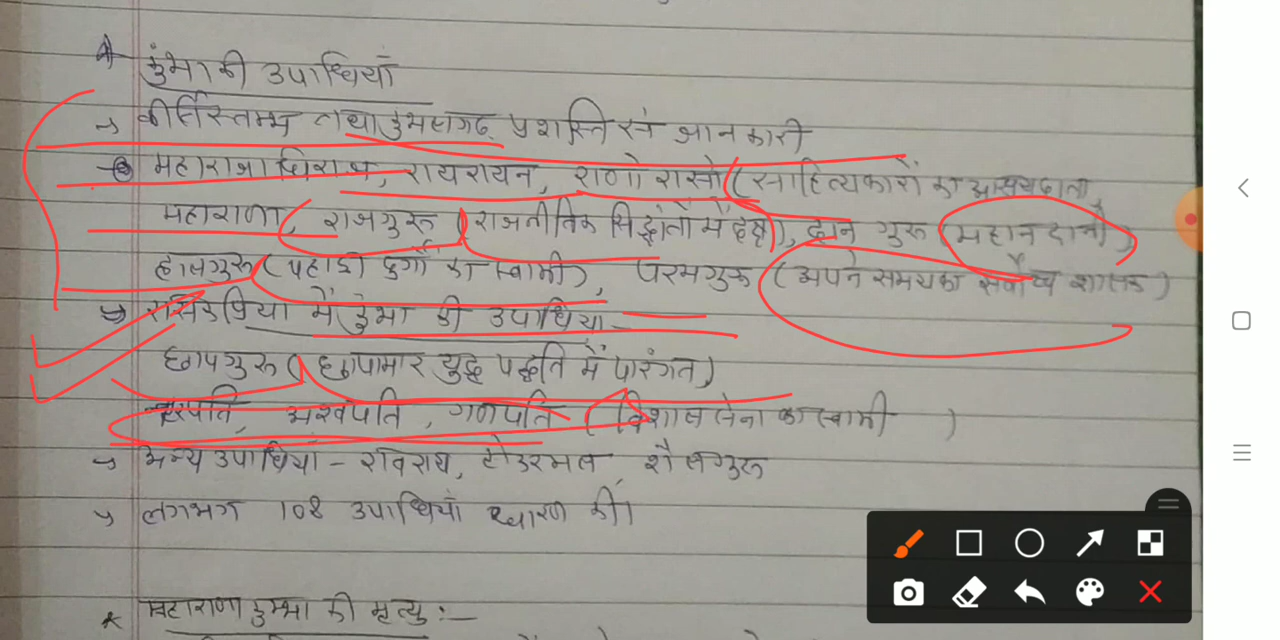 कुंभा की उपाधियाँ
→ कीर्तिस्तम्भ तथा कुंभलगढ़ प्रशस्ति से जानकारी
महाराजाधिराज, रायरायन, राणो रासो (साहित्यकारों का आश्रयदाता,
महाराणा, राजगुरू (राजनीतिक सिद्धांतों में दक्ष), दान गुरू (महान दानी)
हालगुरू (पहाड़ी दुर्गों का स्वामी), परमगुरू (अपने समय का सर्वोच्च शासक)
→ रसिकप्रिया में कुंभा की उपाधियां –
छापगुरू (छापामार युद्ध पद्धति में पारंगत)
नरपति, अश्वपति, गणपति (विशाल सेना का स्वामी )
→ अन्य उपाधियाँ – रविराय, टोडरमल, शैलगुरू
→ लगभग 108 उपाधियाँ धारण की।
* महाराणा कुम्भा की मृत्यु :—